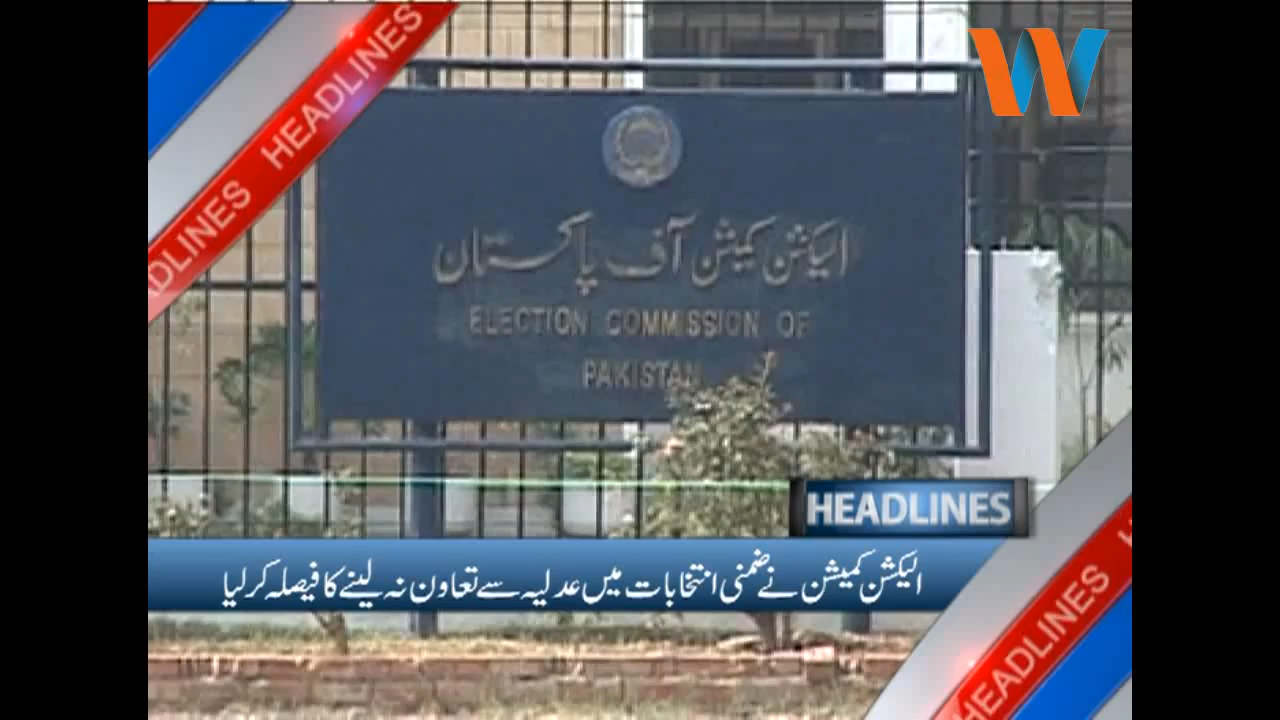 HEADLINES
HEADLINES
W
الیکشن کمیشن آف پاکستان
ELECTION COMMISSION OF
PAKISTAN
HEADLINES
الیکشن کمیشن نے ضمنی انتخابات میں عدلیہ سے تعاون نہ لینے کا فیصلہ کرلیا
HEADLINES
H